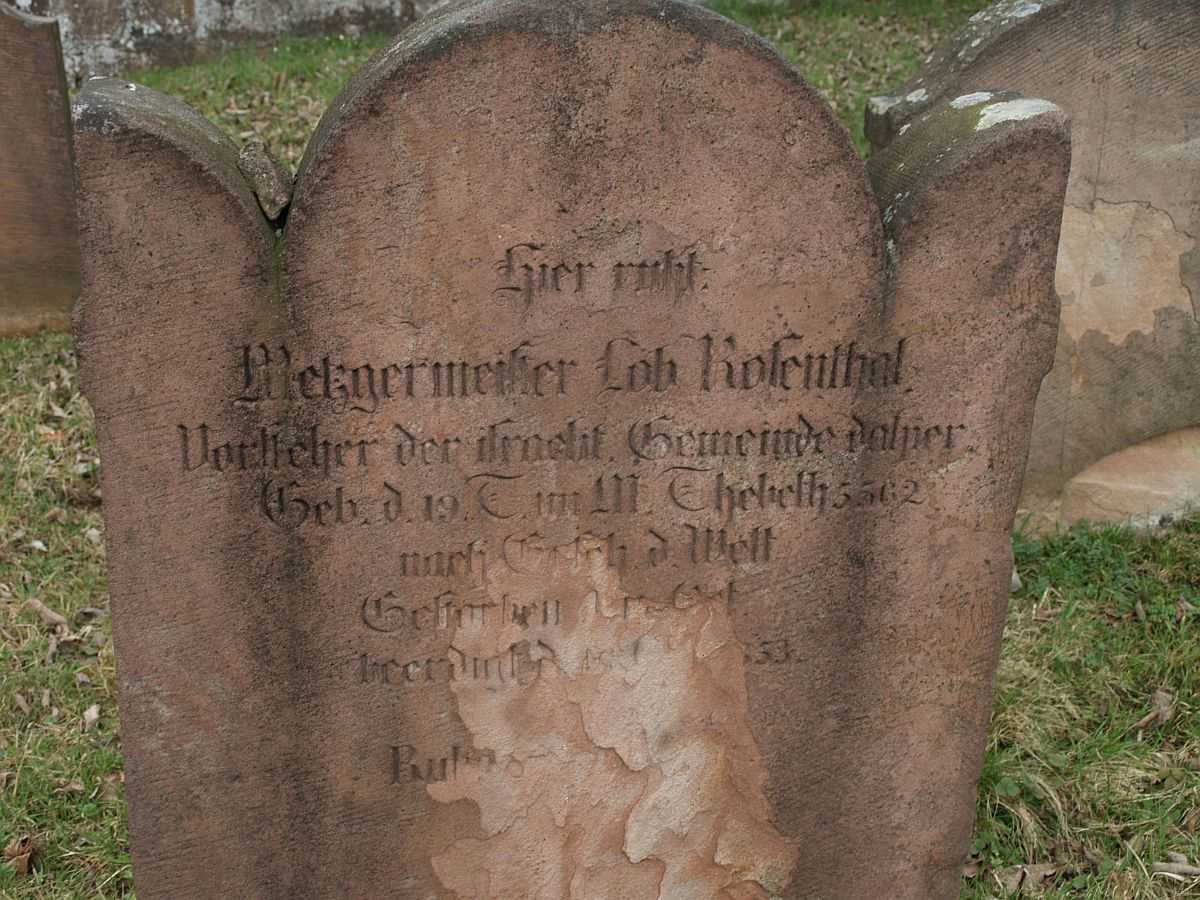 Hier ruht
Metzgermeister Löb Rosenthal.
Vorsteher der israelit. Gemeinde dahier.
Geb. d. 19. T. im M. Thebeth 5562
nach Ersch. d. Welt
Gestorben
beerdigt d. 53.